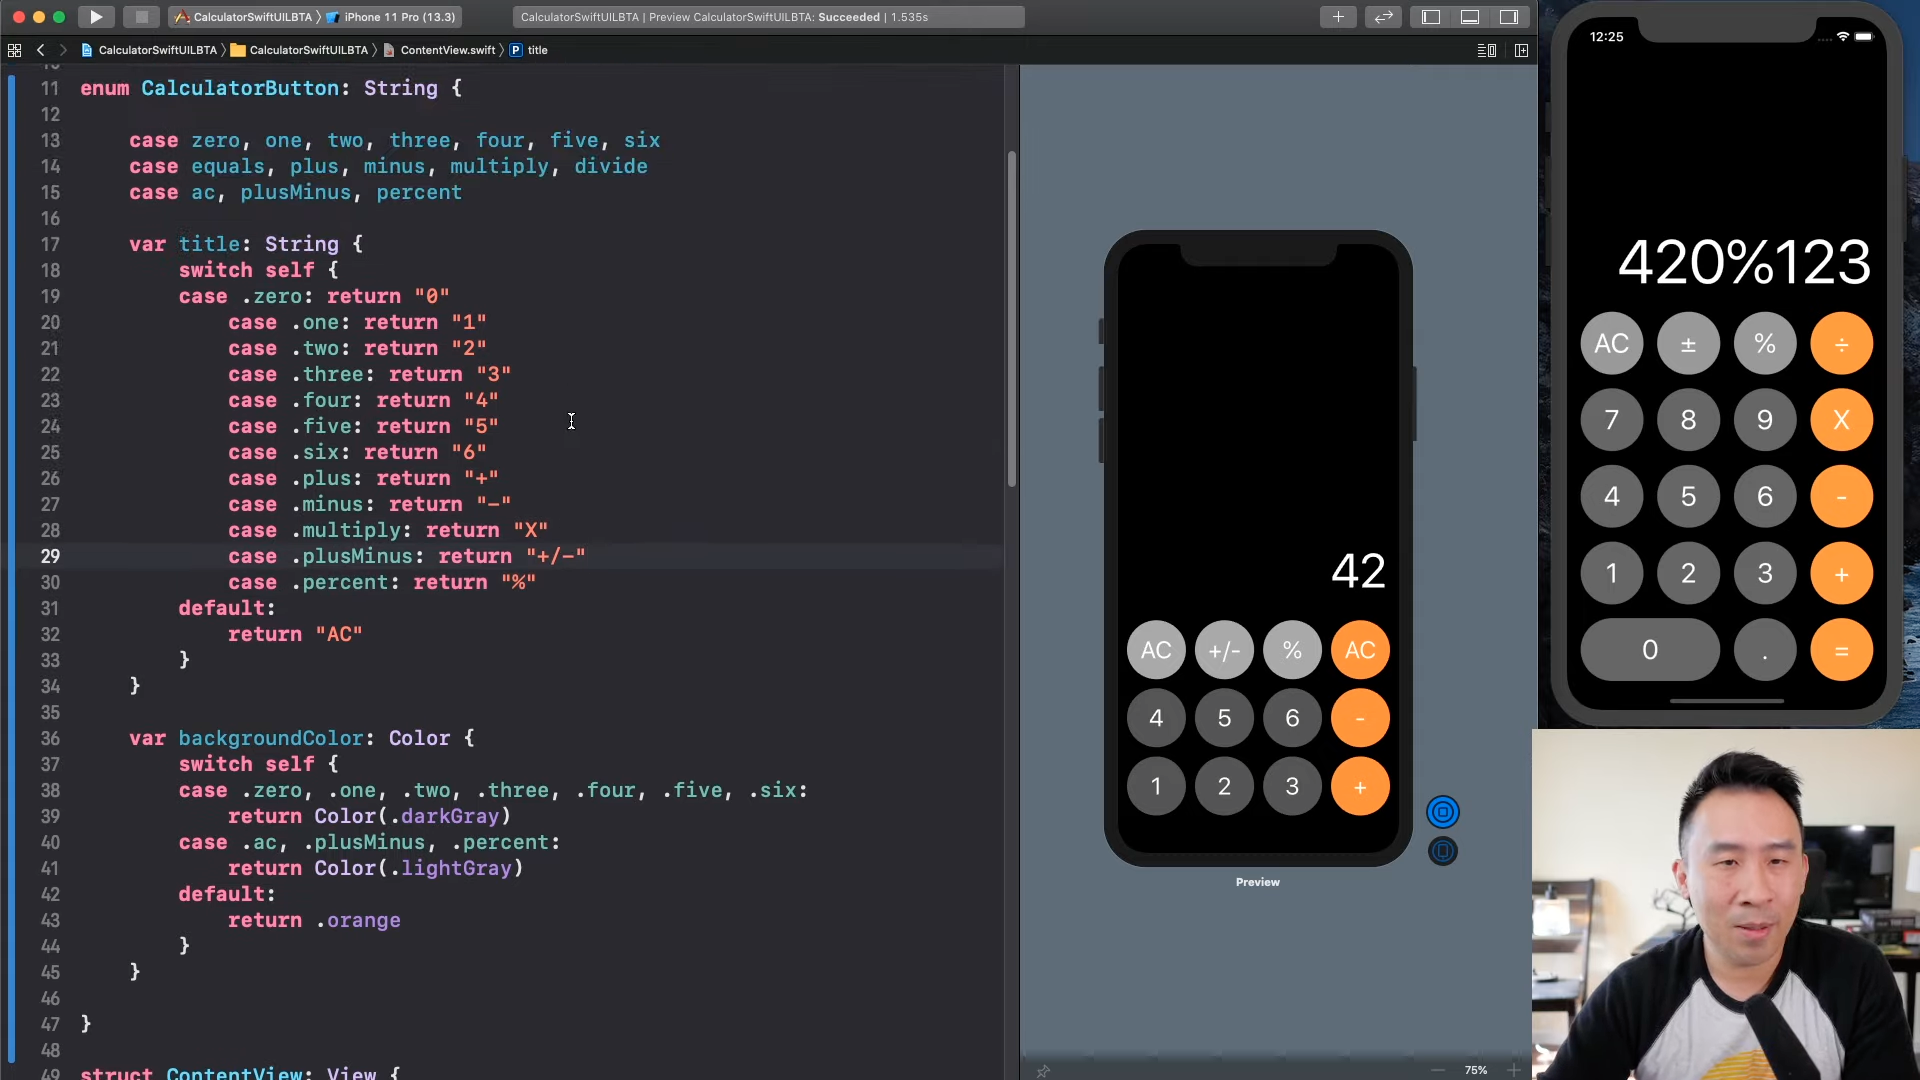 CalculatorSwiftUILBTA
iPhone 11 Pro (13.3)
CalculatorSwiftUILBTA | Preview CalculatorSwiftUILBTA: Succeeded | 1.535s
CalculatorSwiftUILBTA
CalculatorSwiftUILBTA
ContentView.swift
P title
11 enum CalculatorButton: String {
12
13 case zero, one, two, three, four, five, six
14 case equals, plus, minus, multiply, divide
15 case ac, plusMinus, percent
16
17 var title: String {
18 switch self {
19 case .zero: return "0"
20 case .one: return "1"
21 case .two: return "2"
22 case .three: return "3"
23 case .four: return "4"
24 case .five: return "5"
25 case .six: return "6"
26 case .plus: return "+"
27 case .minus: return "-"
28 case .multiply: return "X"
29 case .plusMinus: return "+/-"
30 case .percent: return "%"
31 default:
32 return "AC"
33 }
34 }
35
36 var backgroundColor: Color {
37 switch self {
38 case .zero, .one, .two, .three, .four, .five, .six:
39 return Color(.darkGray)
40 case .ac, .plusMinus, .percent:
41 return Color(.lightGray)
42 default:
43 return .orange
44 }
45 }
46
47 }
48
49 struct ContentView: View {
42
AC +/- % AC
4 5 6 -
1 2 3 +
Preview
75%
12:25
420%123
AC ± % ÷
7 8 9 X
4 5 6 -
1 2 3 +
0 . =